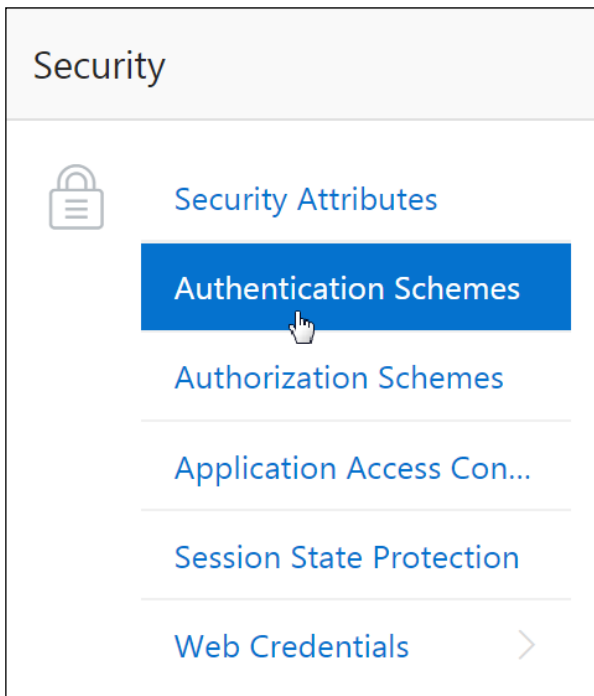 Security
Security Attributes
Authentication Schemes
Authorization Schemes
Application Access Con...
Session State Protection
Web Credentials